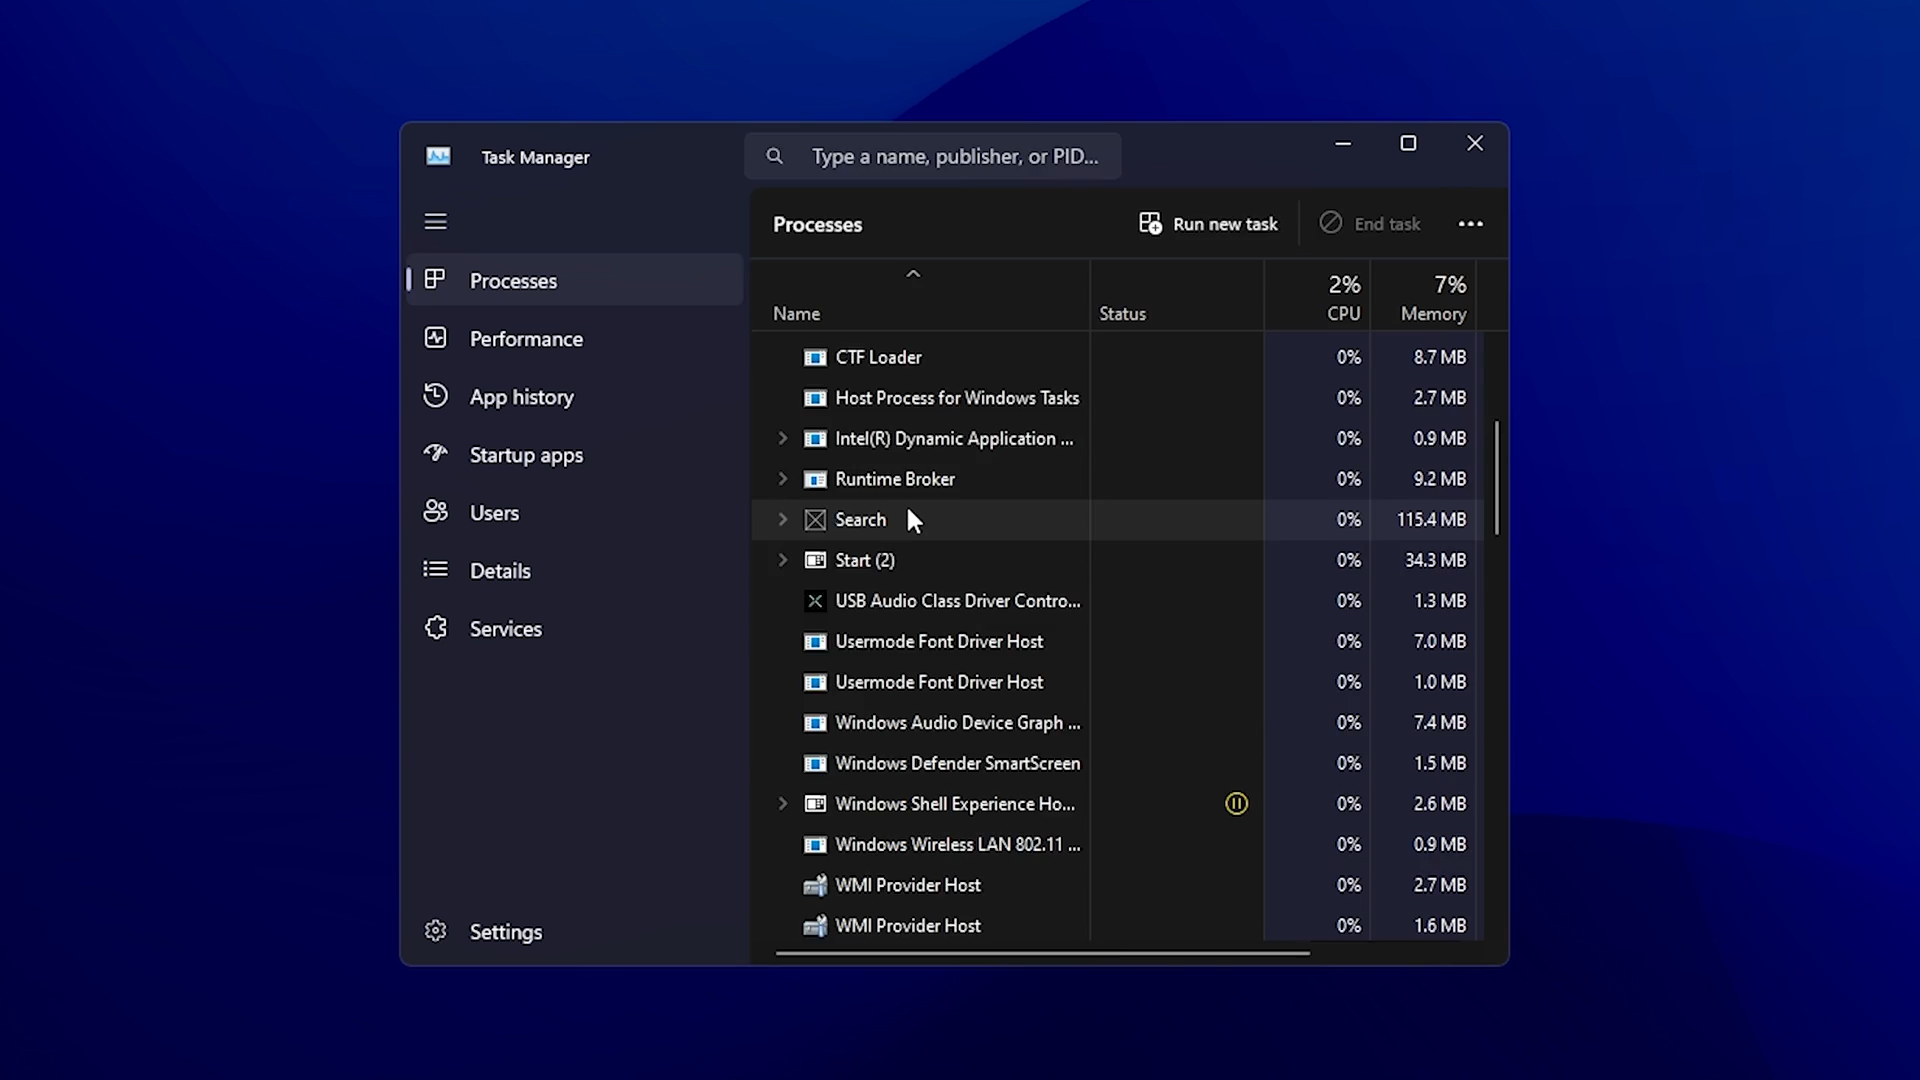 Task Manager
Type a name, publisher, or PID...
Processes
Run new task
End task
Processes
Performance
App history
Startup apps
Users
Details
Services
Settings
2% 7%
Name Status CPU Memory
CTF Loader 0% 8.7 MB
Host Process for Windows Tasks 0% 2.7 MB
Intel(R) Dynamic Application ... 0% 0.9 MB
Runtime Broker 0% 9.2 MB
Search 0% 115.4 MB
Start (2) 0% 34.3 MB
USB Audio Class Driver Contro... 0% 1.3 MB
Usermode Font Driver Host 0% 7.0 MB
Usermode Font Driver Host 0% 1.0 MB
Windows Audio Device Graph ... 0% 7.4 MB
Windows Defender SmartScreen 0% 1.5 MB
Windows Shell Experience Ho... 0% 2.6 MB
Windows Wireless LAN 802.11 ... 0% 0.9 MB
WMI Provider Host 0% 2.7 MB
WMI Provider Host 0% 1.6 MB